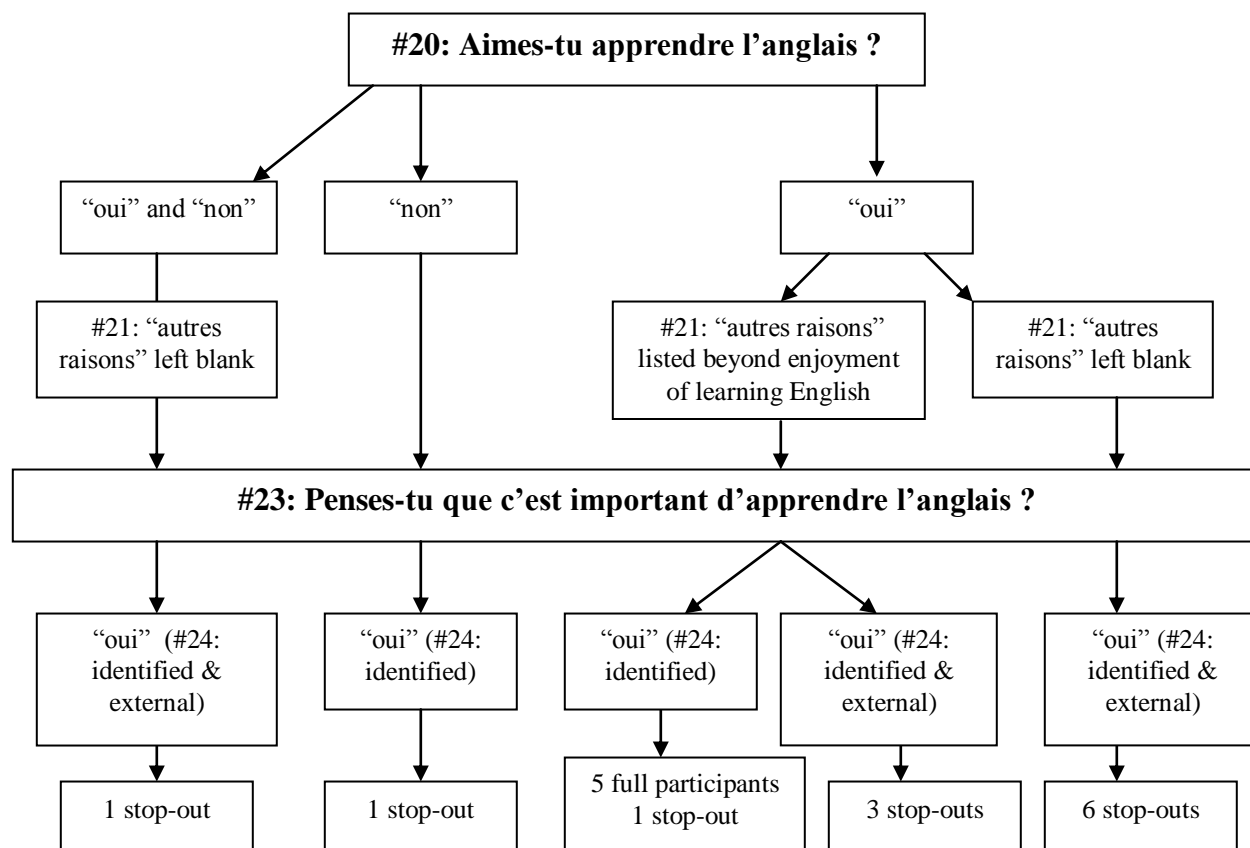 #20: Aimes-tu apprendre l’anglais ?
“oui” and “non”
“non”
“oui”
#21: “autres
raisons” left blank
#21: “autres raisons”
listed beyond enjoyment
of learning English
#21: “autres
raisons” left blank
#23: Penses-tu que c’est important d’apprendre l’anglais ?
“oui” (#24:
identified &
external)
“oui” (#24:
identified)
“oui” (#24:
identified)
“oui” (#24:
identified &
external)
“oui” (#24:
identified &
external)
1 stop-out
1 stop-out
5 full participants
1 stop-out
3 stop-outs
6 stop-outs